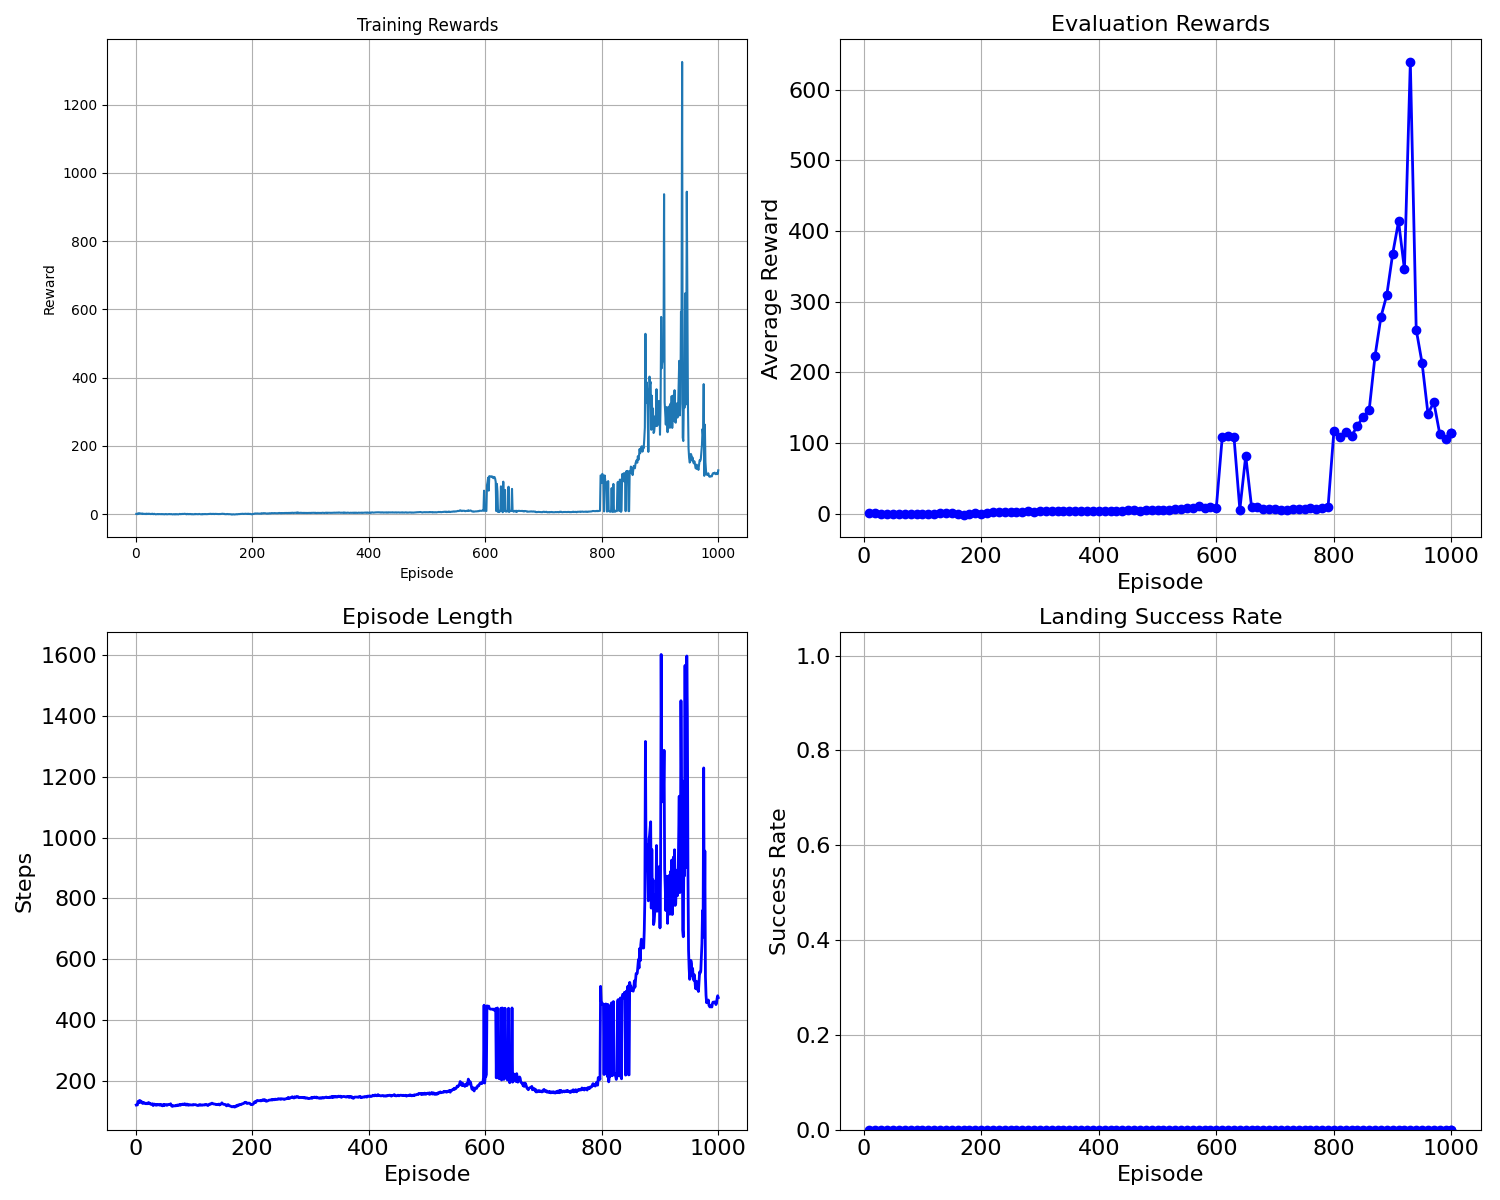 Training Rewards
Reward
1200
1000
800
600
400
200
0
0 200 400 600 800 1000
Episode
Evaluation Rewards
Average Reward
600
500
400
300
200
100
0
0 200 400 600 800 1000
Episode
Episode Length
Steps
1600
1400
1200
1000
800
600
400
200
0 200 400 600 800 1000
Episode
Landing Success Rate
Success Rate
1.0
0.8
0.6
0.4
0.2
0.0
0 200 400 600 800 1000
Episode